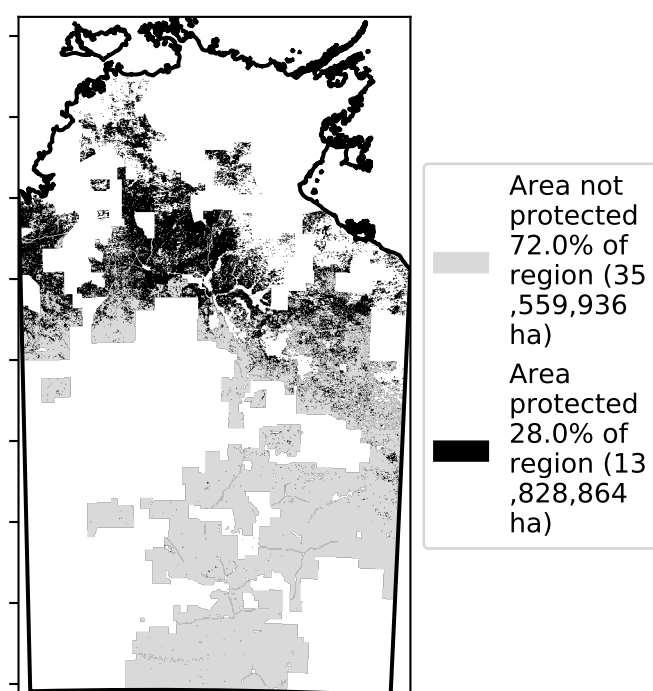 Area not
protected
72.0% of
region (35
,559,936
ha)
Area
protected
28.0% of
region (13
,828,864
ha)